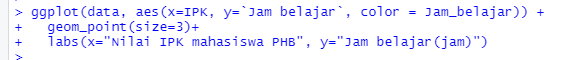 > ggplot(data, aes(x=IPK, y=`Jam belajar`, color = Jam_belajar)) +
+   geom_point(size=3)+
+   labs(x="Nilai IPK mahasiswa PHB", y="Jam belajar(jam)")
>